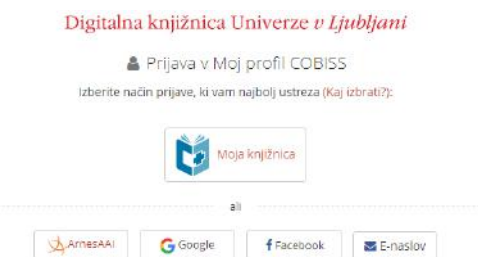 Digitalna knjižnica Univerze v Ljubljani
Prijava v Moj profil COBISS
Izberite način prijave, ki vam najbolj ustreza (Kaj izbrati?):
Moja knjižnica
ali
ArnesAAI Google Facebook E-naslov